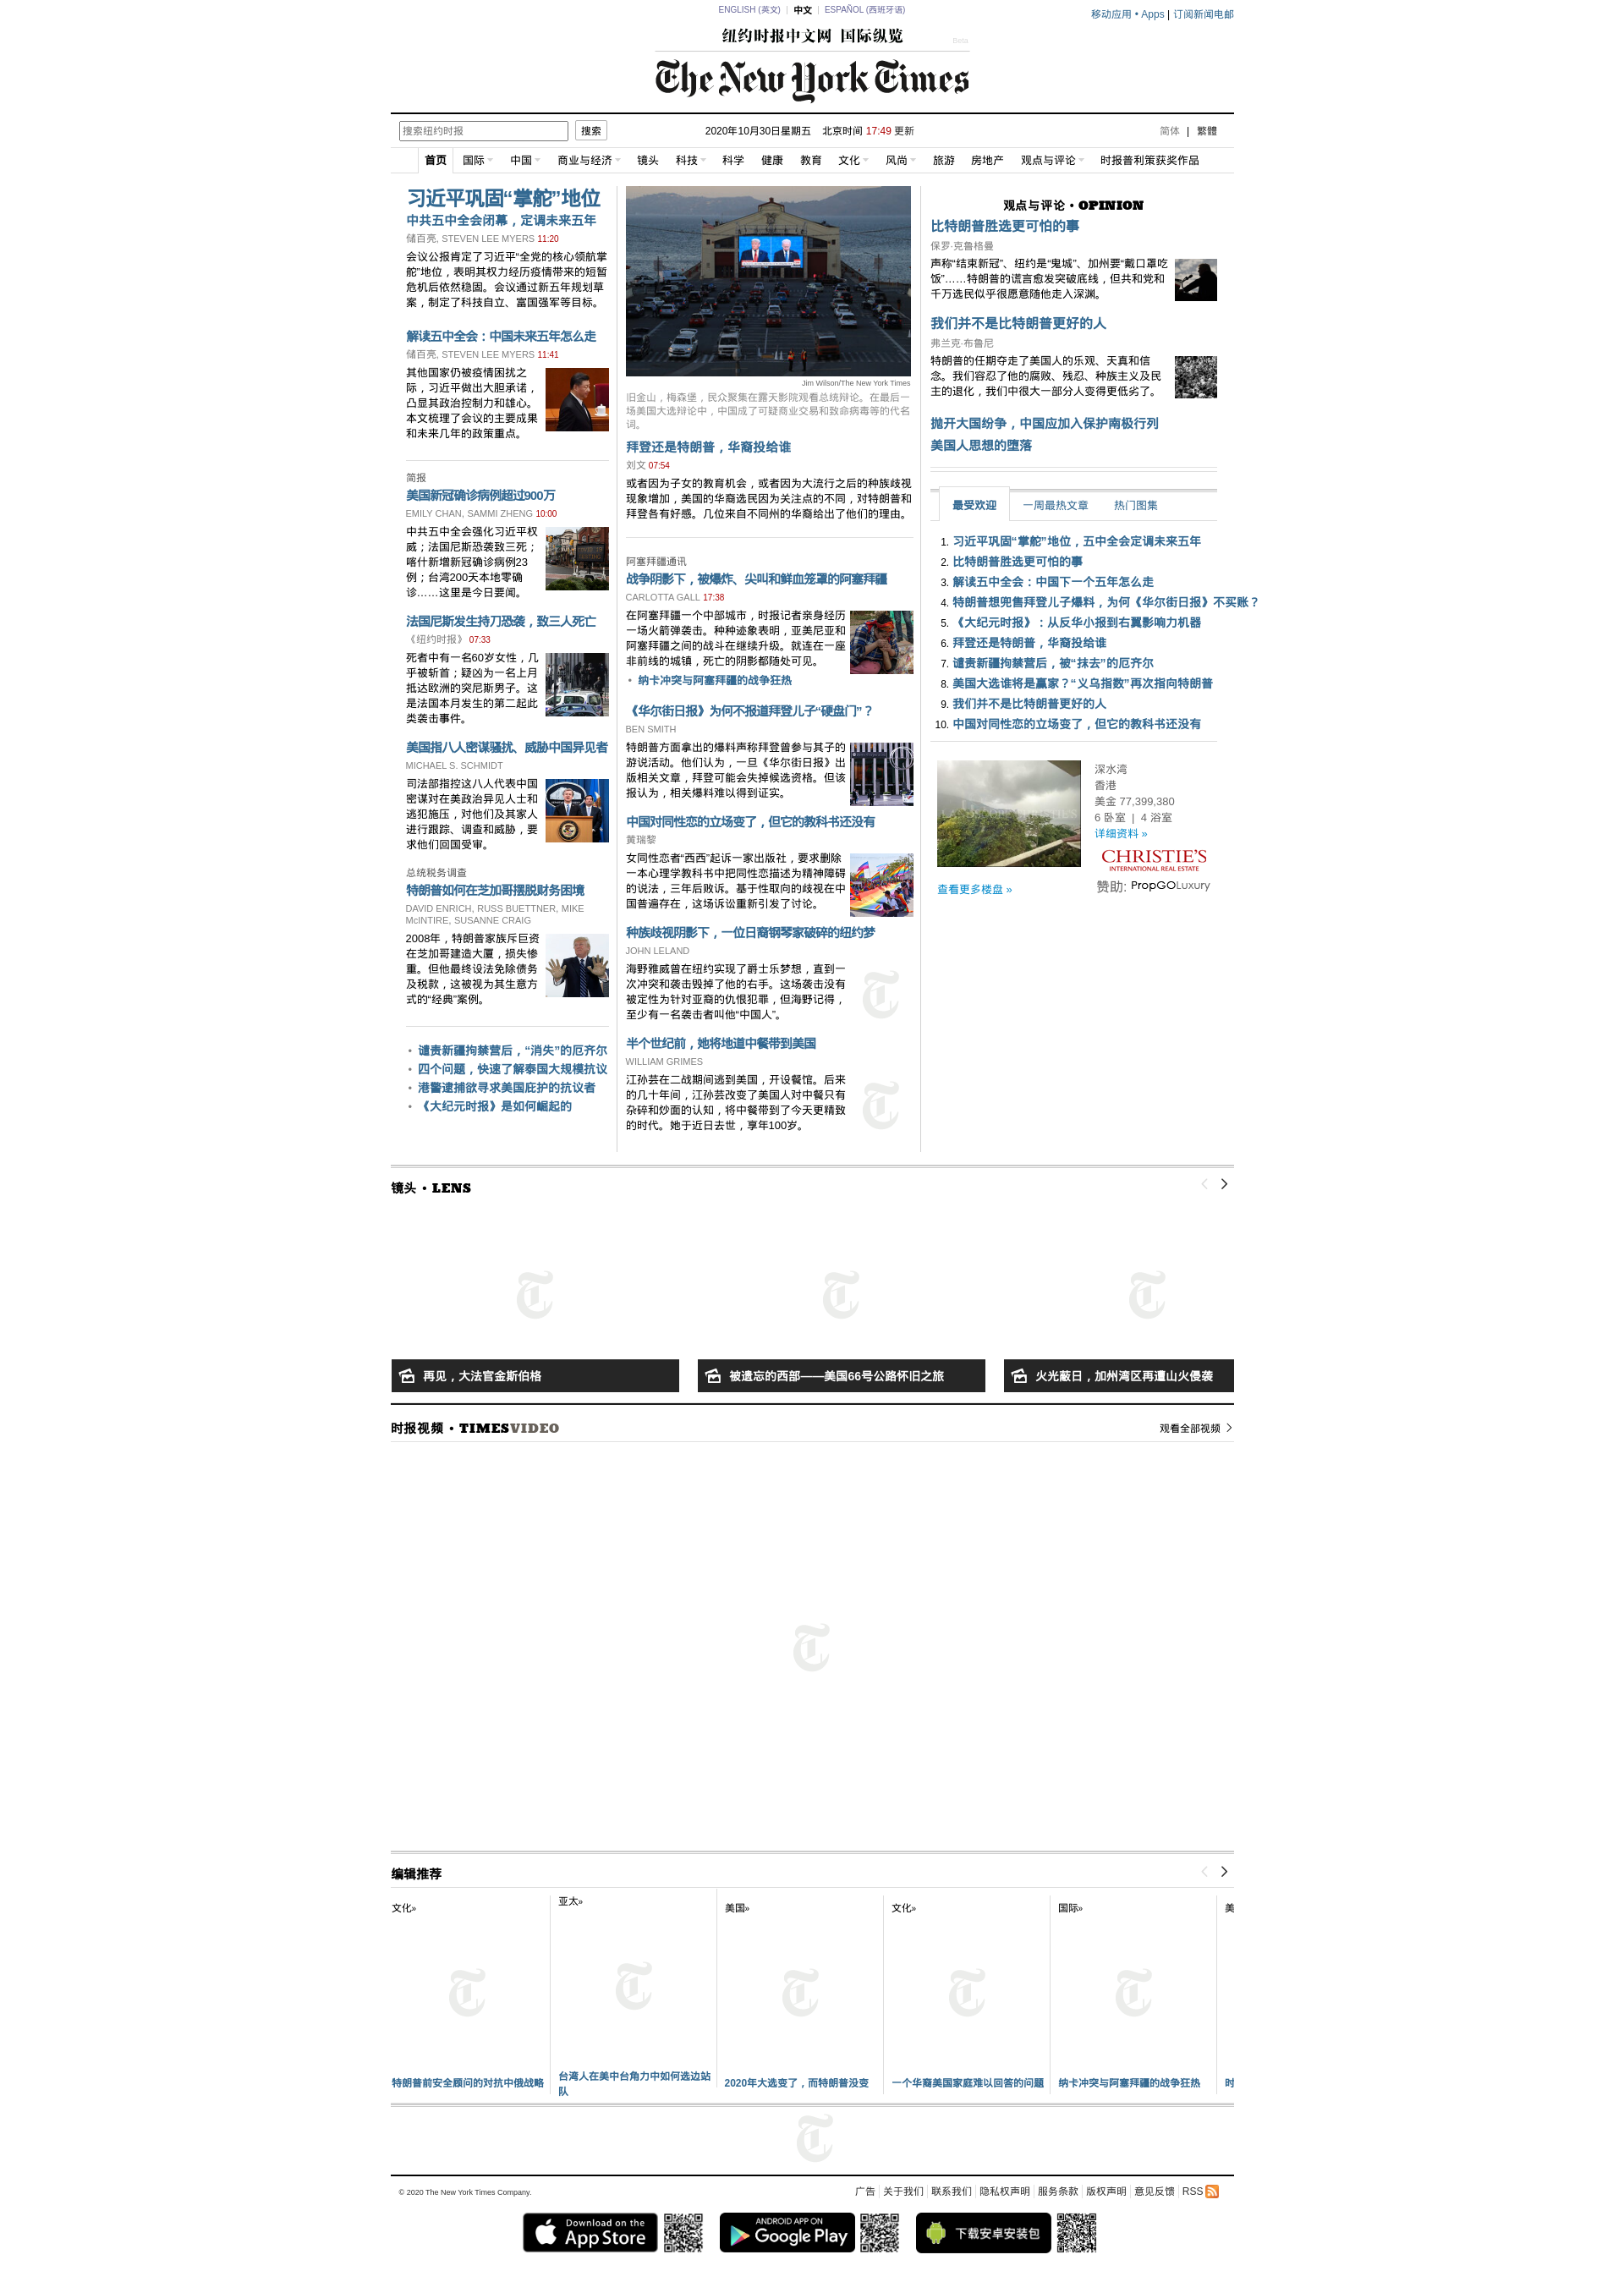 ENGLISH (英文) | 中文 | ESPAÑOL (西班牙语)
移动应用 • Apps | 订阅新闻电邮
纽约时报中文网 国际纵览
Beta
The New York Times
搜索纽约时报 搜索
2020年10月30日星期五 北京时间 17:49 更新
简体 | 繁體
首页 国际 中国 商业与经济 镜头 科技 科学 健康 教育 文化 风尚 旅游 房地产 观点与评论 时报普利策获奖作品
习近平巩固“掌舵”地位
中共五中全会闭幕，定调未来五年
储百亮, STEVEN LEE MYERS 11:20
会议公报肯定了习近平“全党的核心领航掌
舵”地位，表明其权力经历疫情带来的短暂
危机后依然稳固。会议通过新五年规划草
案，制定了科技自立、富国强军等目标。
解读五中全会：中国未来五年怎么走
储百亮, STEVEN LEE MYERS 11:41
其他国家仍被疫情困扰之
际，习近平做出大胆承诺，
凸显其政治控制力和雄心。
本文梳理了会议的主要成果
和未来几年的政策重点。
简报
美国新冠确诊病例超过900万
EMILY CHAN, SAMMI ZHENG 10:00
中共五中全会强化习近平权
威；法国尼斯恐袭致三死；
喀什新增新冠确诊病例23
例；台湾200天本地零确
诊……这里是今日要闻。
法国尼斯发生持刀恐袭，致三人死亡
《纽约时报》 07:33
死者中有一名60岁女性，几
乎被斩首；疑凶为一名上月
抵达欧洲的突尼斯男子。这
是法国本月发生的第二起此
类袭击事件。
美国指八人密谋骚扰、威胁中国异见者
MICHAEL S. SCHMIDT
司法部指控这八人代表中国
密谋对在美政治异见人士和
逃犯施压，对他们及其家人
进行跟踪、调查和威胁，要
求他们回国受审。
总统税务调查
特朗普如何在芝加哥摆脱财务困境
DAVID ENRICH, RUSS BUETTNER, MIKE
McINTIRE, SUSANNE CRAIG
2008年，特朗普家族斥巨资
在芝加哥建造大厦，损失惨
重。但他最终设法免除债务
及税款，这被视为其生意方
式的“经典”案例。
• 谴责新疆拘禁营后，“消失”的厄齐尔
• 四个问题，快速了解泰国大规模抗议
• 港警逮捕欲寻求美国庇护的抗议者
• 《大纪元时报》是如何崛起的
Jim Wilson/The New York Times
旧金山，梅森堡，民众聚集在露天影院观看总统辩论。在最后一
场美国大选辩论中，中国成了可疑商业交易和致命病毒等的代名
词。
拜登还是特朗普，华裔投给谁
刘文 07:54
或者因为子女的教育机会，或者因为大流行之后的种族歧视
现象增加，美国的华裔选民因为关注点的不同，对特朗普和
拜登各有好感。几位来自不同州的华裔给出了他们的理由。
阿塞拜疆通讯
战争阴影下，被爆炸、尖叫和鲜血笼罩的阿塞拜疆
CARLOTTA GALL 17:38
在阿塞拜疆一个中部城市，时报记者亲身经历
一场火箭弹袭击。种种迹象表明，亚美尼亚和
阿塞拜疆之间的战斗在继续升级。就连在一座
非前线的城镇，死亡的阴影都随处可见。
• 纳卡冲突与阿塞拜疆的战争狂热
《华尔街日报》为何不报道拜登儿子“硬盘门”？
BEN SMITH
特朗普方面拿出的爆料声称拜登曾参与其子的
游说活动。他们认为，一旦《华尔街日报》出
版相关文章，拜登可能会失掉候选资格。但该
报认为，相关爆料难以得到证实。
中国对同性恋的立场变了，但它的教科书还没有
黄瑞黎
女同性恋者“西西”起诉一家出版社，要求删除
一本心理学教科书中把同性恋描述为精神障碍
的说法，三年后败诉。基于性取向的歧视在中
国普遍存在，这场诉讼重新引发了讨论。
种族歧视阴影下，一位日裔钢琴家破碎的纽约梦
JOHN LELAND
海野雅威曾在纽约实现了爵士乐梦想，直到一
次冲突和袭击毁掉了他的右手。这场袭击没有
被定性为针对亚裔的仇恨犯罪，但海野记得，
至少有一名袭击者叫他“中国人”。
半个世纪前，她将地道中餐带到美国
WILLIAM GRIMES
江孙芸在二战期间逃到美国，开设餐馆。后来
的几十年间，江孙芸改变了美国人对中餐只有
杂碎和炒面的认知，将中餐带到了今天更精致
的时代。她于近日去世，享年100岁。
观点与评论 • OPINION
比特朗普胜选更可怕的事
保罗·克鲁格曼
声称“结束新冠”、纽约是“鬼城”、加州要“戴口罩吃
饭”……特朗普的谎言愈发突破底线，但共和党和
千万选民似乎很愿意随他走入深渊。
我们并不是比特朗普更好的人
弗兰克·布鲁尼
特朗普的任期夺走了美国人的乐观、天真和信
念。我们容忍了他的腐败、残忍、种族主义及民
主的退化，我们中很大一部分人变得更低劣了。
抛开大国纷争，中国应加入保护南极行列
美国人思想的堕落
最受欢迎 一周最热文章 热门图集
1. 习近平巩固“掌舵”地位，五中全会定调未来五年
2. 比特朗普胜选更可怕的事
3. 解读五中全会：中国下一个五年怎么走
4. 特朗普想兜售拜登儿子爆料，为何《华尔街日报》不买账？
5. 《大纪元时报》：从反华小报到右翼影响力机器
6. 拜登还是特朗普，华裔投给谁
7. 谴责新疆拘禁营后，被“抹去”的厄齐尔
8. 美国大选谁将是赢家？“义乌指数”再次指向特朗普
9. 我们并不是比特朗普更好的人
10. 中国对同性恋的立场变了，但它的教科书还没有
深水湾
香港
美金 77,399,380
6 卧室 | 4 浴室
详细资料 »
CHRISTIE'S
INTERNATIONAL REAL ESTATE
查看更多楼盘 »
赞助: PropGOLuxury
镜头 • LENS
再见，大法官金斯伯格
被遗忘的西部——美国66号公路怀旧之旅
火光蔽日，加州湾区再遭山火侵袭
时报视频 • TIMESVIDEO
观看全部视频
编辑推荐
文化»
亚太»
美国»
文化»
国际»
美
特朗普前安全顾问的对抗中俄战略
台湾人在美中台角力中如何选边站
队
2020年大选变了，而特朗普没变
一个华裔美国家庭难以回答的问题
纳卡冲突与阿塞拜疆的战争狂热
时
© 2020 The New York Times Company.
广告 关于我们 联系我们 隐私权声明 服务条款 版权声明 意见反馈 RSS
Download on the
App Store
ANDROID APP ON
Google Play
下载安卓安装包